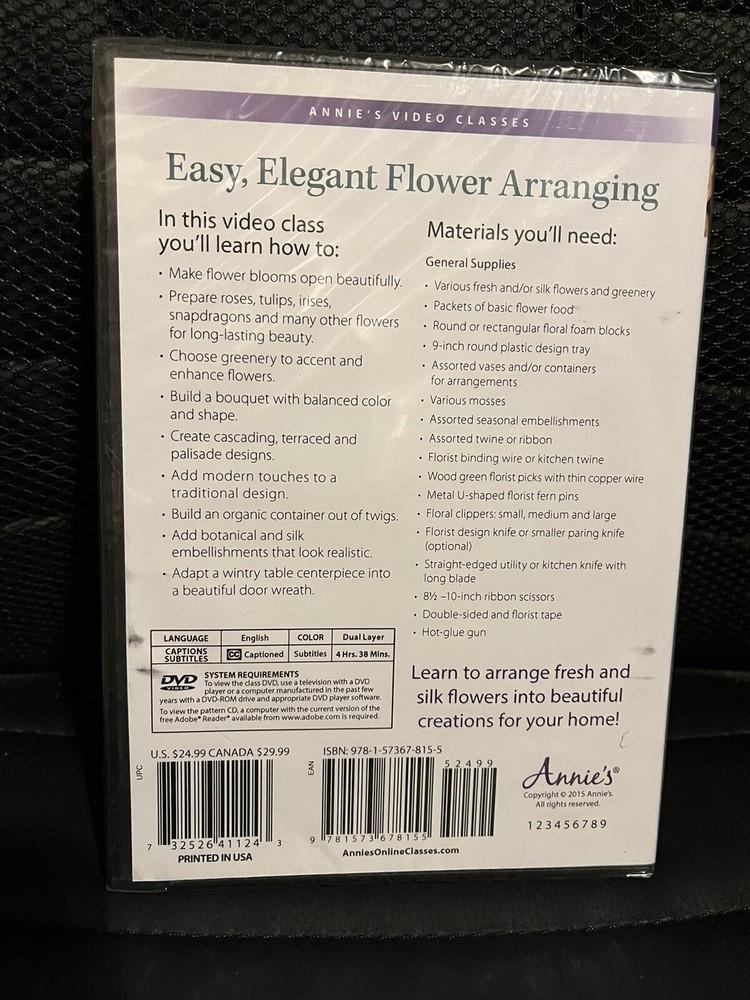 ANNIE'S VIDEO CLASSES
Easy, Elegant Flower Arranging
In this video class
you'll learn how to:
• Make flower blooms open beautifully.
• Prepare roses, tulips, irises,
snapdragons and many other flowers
for long-lasting beauty.
• Choose greenery to accent and
enhance flowers.
• Build a bouquet with balanced color
and shape.
• Create cascading, terraced and
palisade designs.
• Add modern touches to a
traditional design.
• Build an organic container out of twigs.
• Add botanical and silk
embellishments that look realistic.
• Adapt a wintry table centerpiece into
a beautiful door wreath.
Materials you'll need:
General Supplies
• Various fresh and/or silk flowers and greenery
• Packets of basic flower food
• Round or rectangular floral foam blocks
• 9-inch round plastic design tray
• Assorted vases and/or containers
for arrangements
• Various mosses
• Assorted seasonal embellishments
• Assorted twine or ribbon
• Florist binding wire or kitchen twine
• Wood green florist picks with thin copper wire
• Metal U-shaped florist fern pins
• Floral clippers: small, medium and large
• Florist design knife or smaller paring knife
(optional)
• Straight-edged utility or kitchen knife with
long blade
• 8½ –10-inch ribbon scissors
• Double-sided and florist tape
• Hot-glue gun
LANGUAGE English COLOR Dual Layer
CAPTIONS SUBTITLES CC Captioned Subtitles 4 Hrs. 38 Mins.
DVD VIDEO
SYSTEM REQUIREMENTS
To view the class DVD, use a television with a DVD
player or a computer manufactured in the past few
years with a DVD-ROM drive and appropriate DVD player software.
To view the pattern CD, a computer with the current version of the
free Adobe® Reader® available from www.adobe.com is required.
Learn to arrange fresh and
silk flowers into beautiful
creations for your home!
U.S. $24.99 CANADA $29.99
UPC
7 32526 41124 3
PRINTED IN USA
ISBN: 978-1-57367-815-5
EAN
52499
9 781573 678155
AnniesOnlineClasses.com
Annie's®
Copyright © 2015 Annie's.
All rights reserved.
123456789